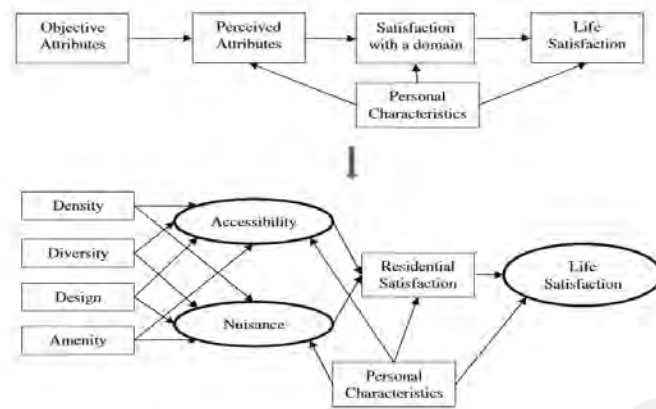 Objective
Attributes
Perceived
Attributes
Satisfaction
with a domain
Life
Satisfaction
Personal
Characteristics
Density
Diversity
Design
Amenity
Accessibility
Nuisance
Residential
Satisfaction
Life
Satisfaction
Personal
Characteristics